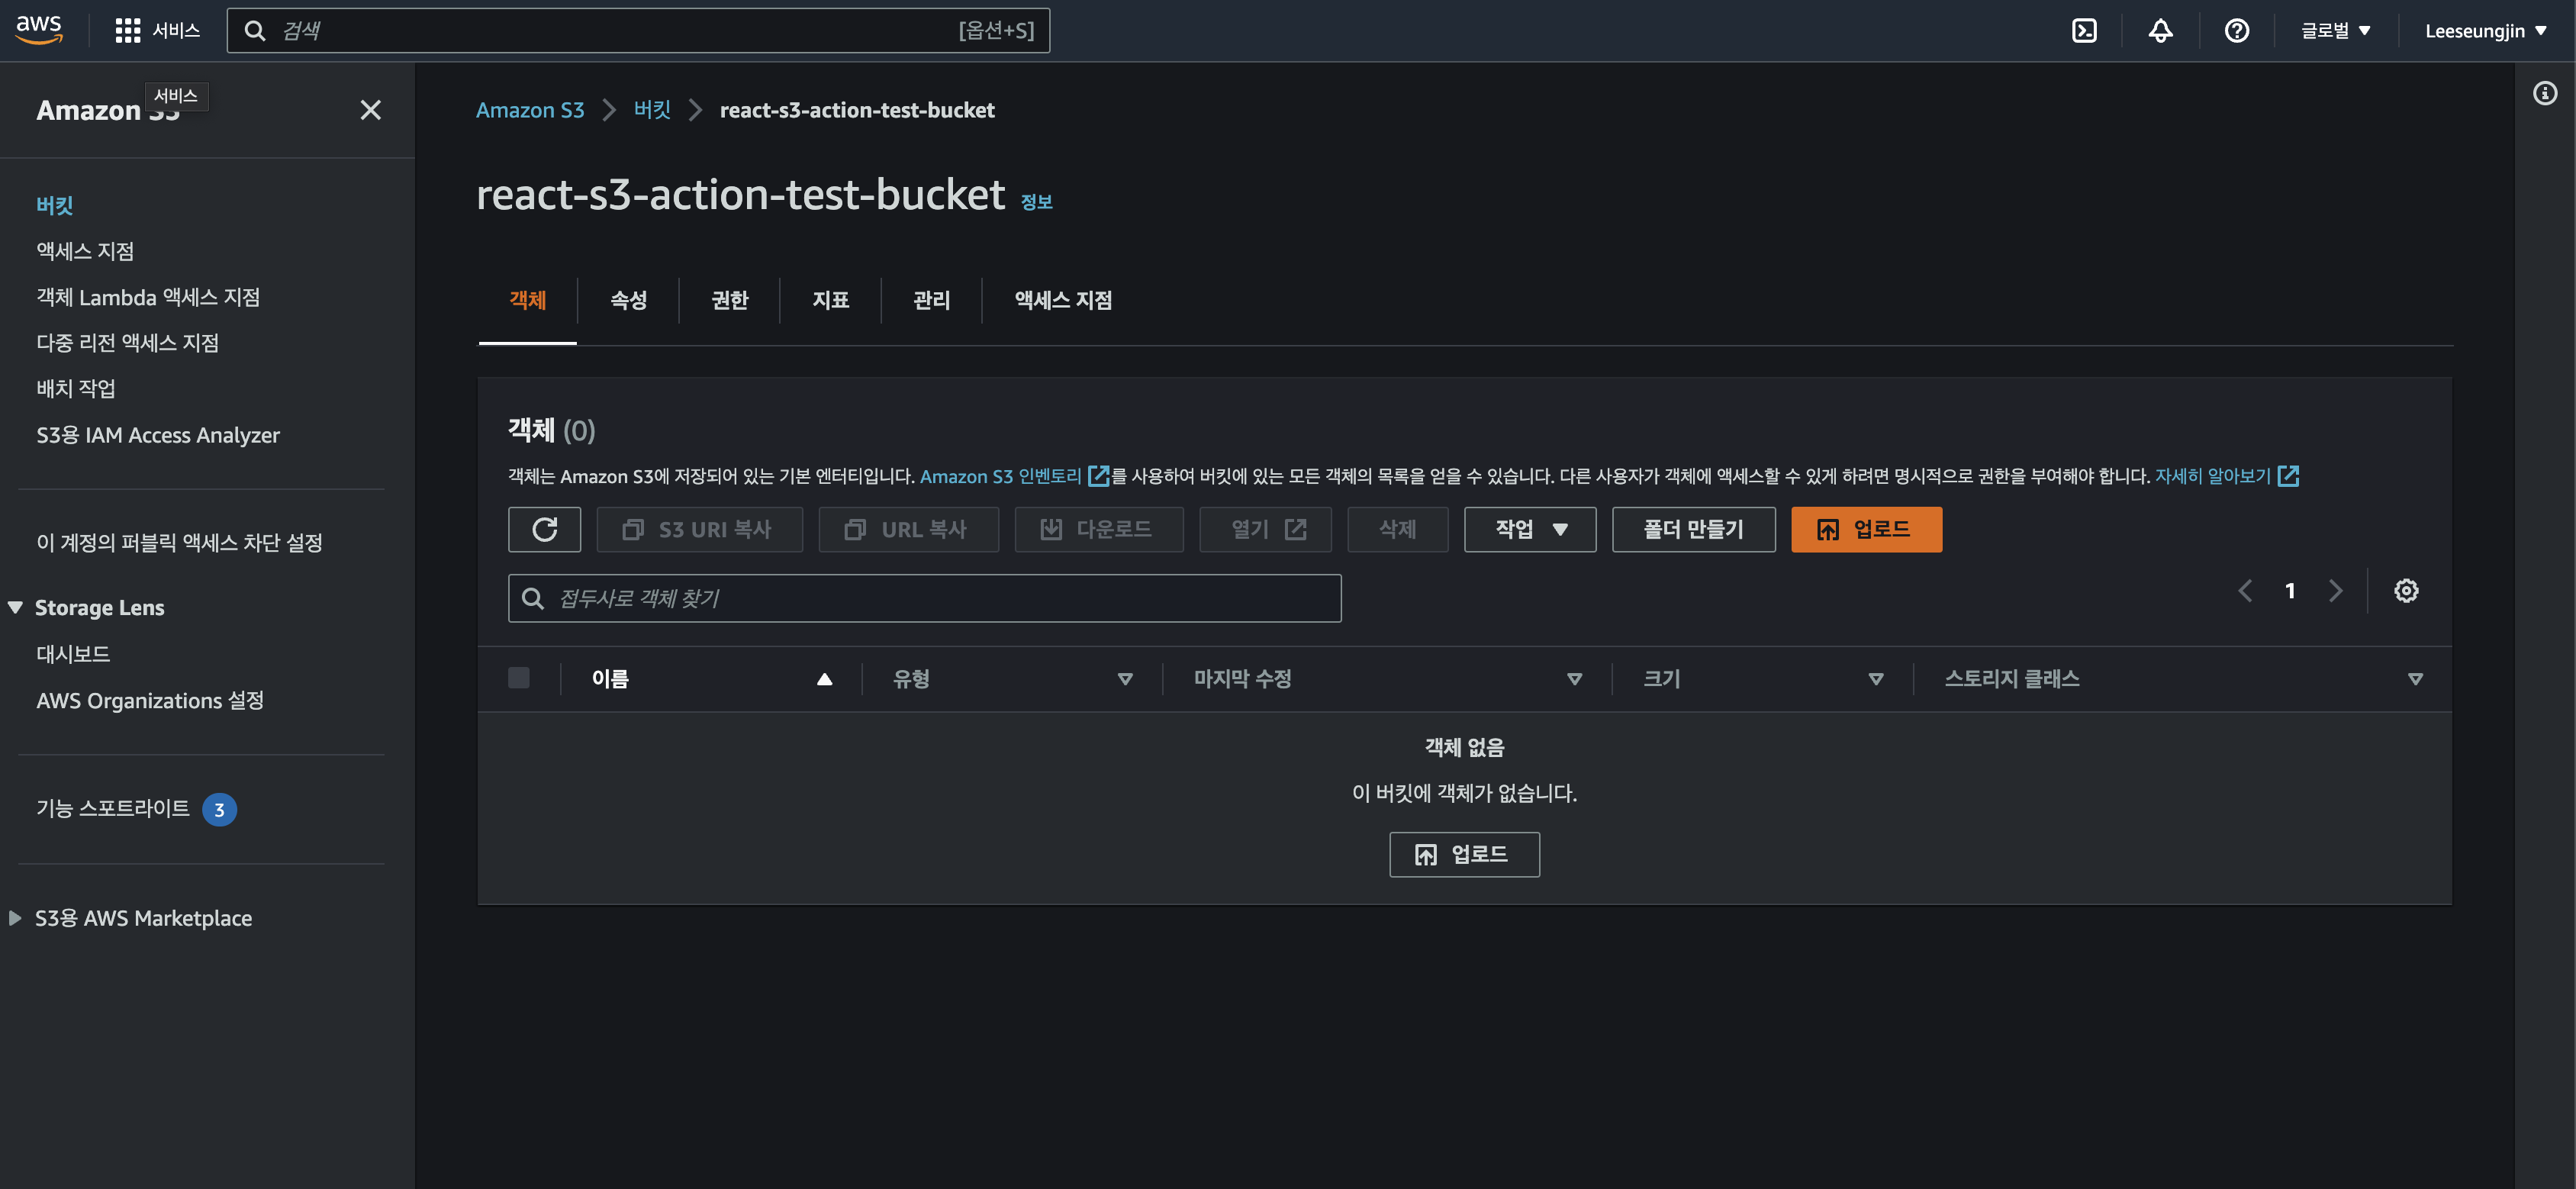 aws
서비스
검색
[옵션+S]
글로벌
Leeseungjin
서비스
Amazon S3
버킷
액세스 지점
객체 Lambda 액세스 지점
다중 리전 액세스 지점
배치 작업
S3용 IAM Access Analyzer
이 계정의 퍼블릭 액세스 차단 설정
Storage Lens
대시보드
AWS Organizations 설정
기능 스포트라이트 3
S3용 AWS Marketplace
Amazon S3 버킷 react-s3-action-test-bucket
react-s3-action-test-bucket 정보
객체 속성 권한 지표 관리 액세스 지점
객체 (0)
객체는 Amazon S3에 저장되어 있는 기본 엔터티입니다. Amazon S3 인벤토리를 사용하여 버킷에 있는 모든 객체의 목록을 얻을 수 있습니다. 다른 사용자가 객체에 액세스할 수 있게 하려면 명시적으로 권한을 부여해야 합니다. 자세히 알아보기
S3 URI 복사 URL 복사 다운로드 열기 삭제 작업 폴더 만들기 업로드
접두사로 객체 찾기
1
이름 유형 마지막 수정 크기 스토리지 클래스
객체 없음
이 버킷에 객체가 없습니다.
업로드